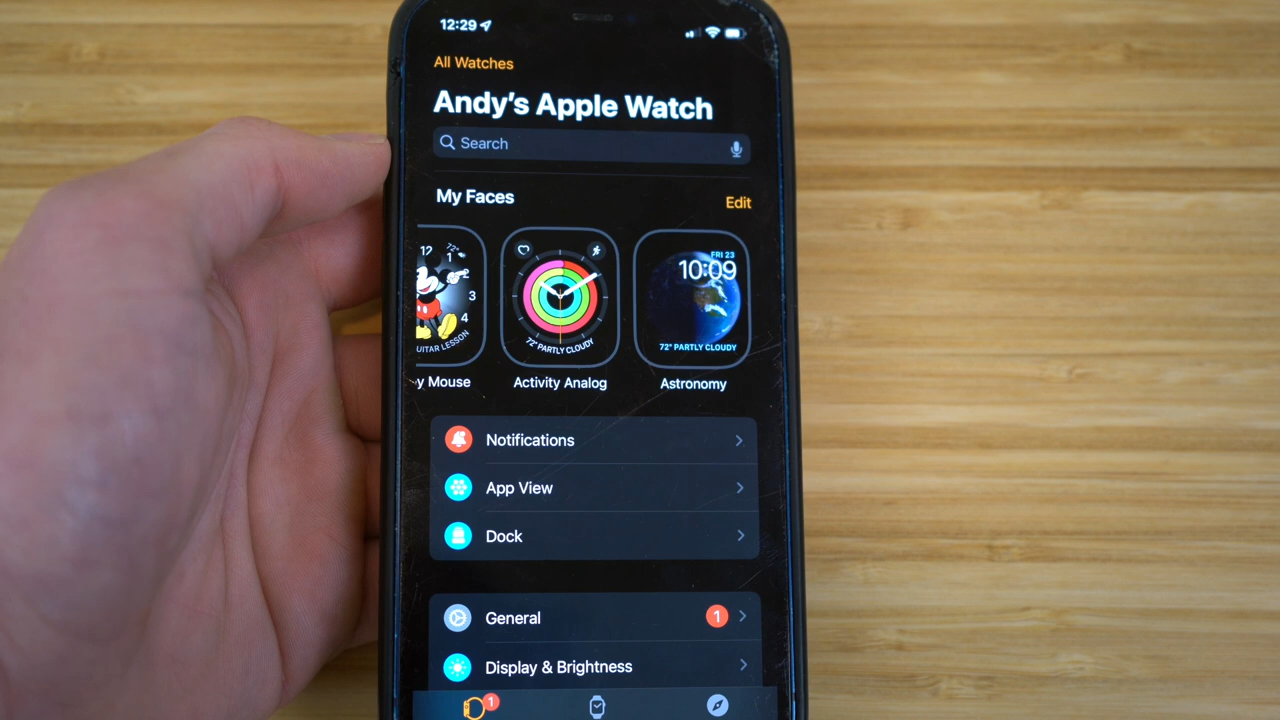 12:29
All Watches
Andy's Apple Watch
Search
My Faces
Edit
12
72°
1
2
3
4
UITAR LESSON
72° PARTLY CLOUDY
FRI 23
10:09
72° PARTLY CLOUDY
y Mouse
Activity Analog
Astronomy
Notifications
App View
Dock
General
1
Display & Brightness
1